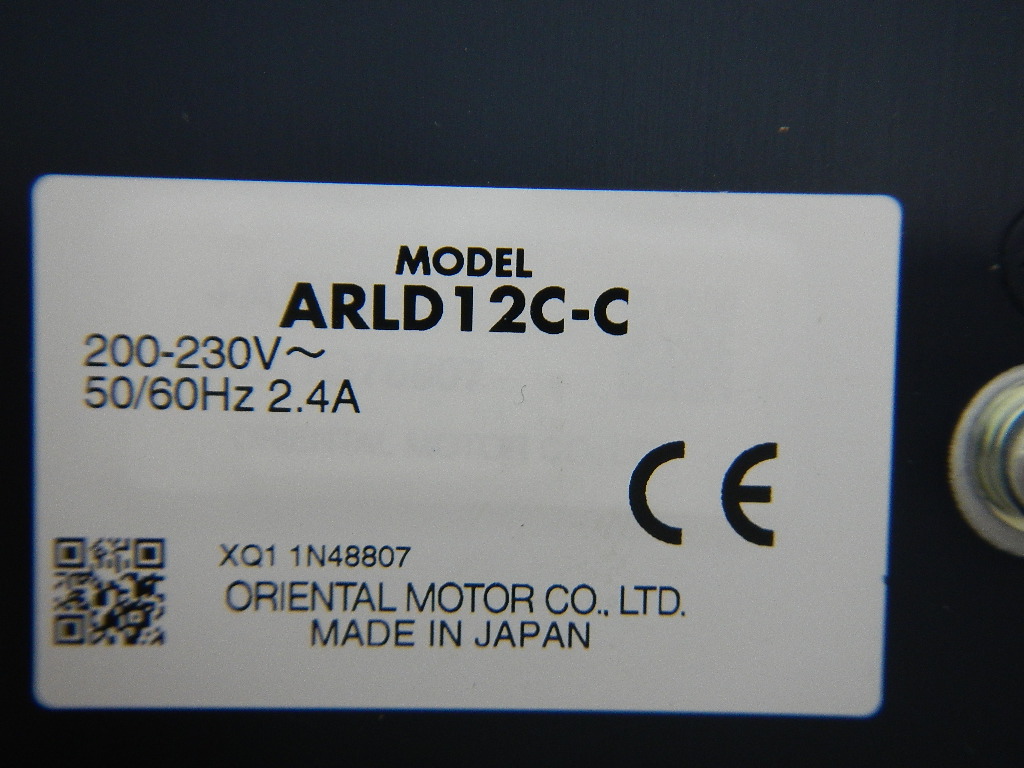 MODEL
ARLD12C-C
200-230V~
50/60Hz 2.4A
CE
XQ1 1N48807
ORIENTAL MOTOR CO., LTD.
MADE IN JAPAN